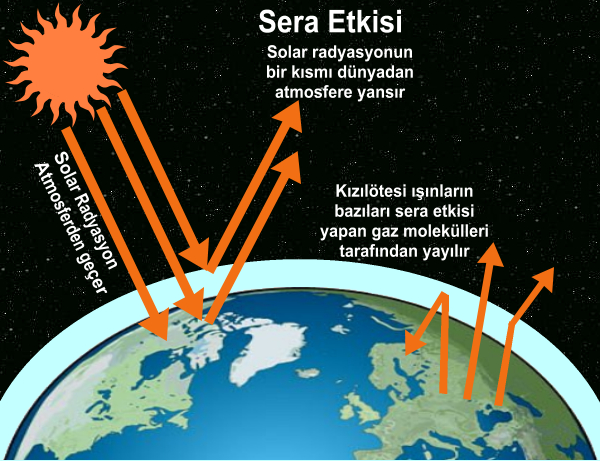 Sera Etkisi
Solar radyasyonun
bir kısmı dünyadan
atmosfere yansır
Solar Radyasyon
Atmosferden geçer
Kızılötesi ışınların
bazıları sera etkisi
yapan gaz molekülleri
tarafından yayılır